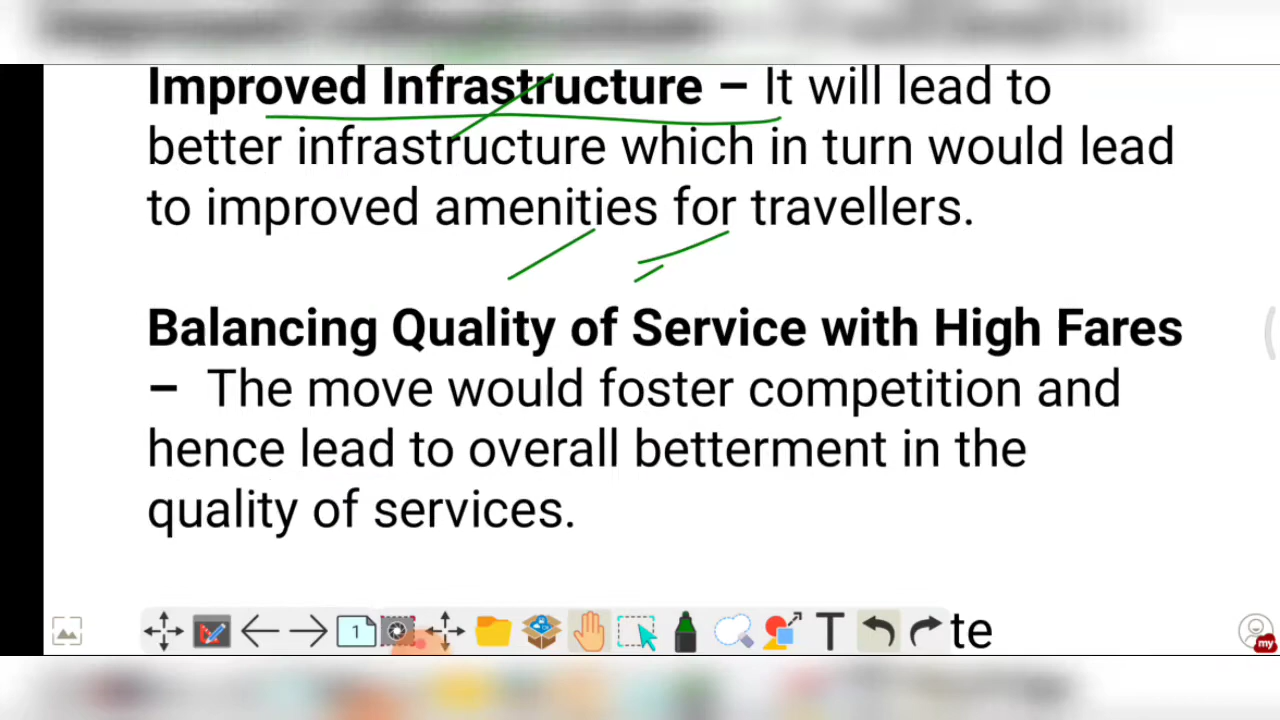 Improved Infrastructure – It will lead to
better infrastructure which in turn would lead
to improved amenities for travellers.
Balancing Quality of Service with High Fares
– The move would foster competition and
hence lead to overall betterment in the
quality of services.
1
T
te
my